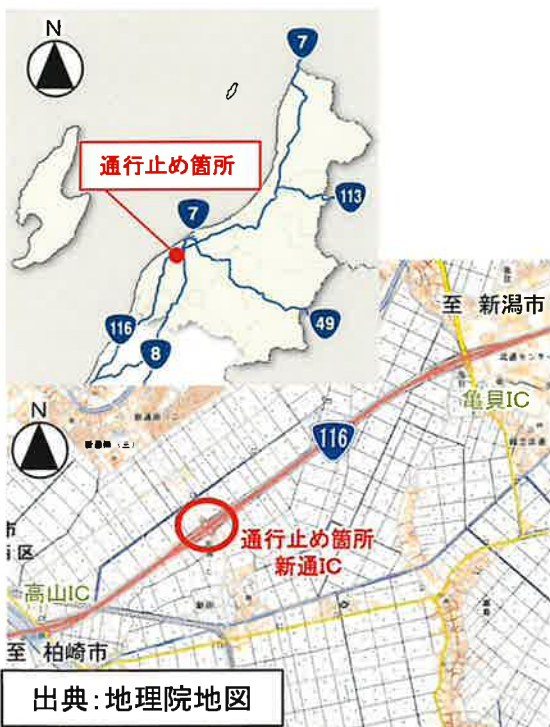 N
7
通行止め箇所
7
113
116
8
49
至 新潟市
亀貝IC
N
116
通行止め箇所
新通IC
高山IC
至 柏崎市
出典:地理院地図